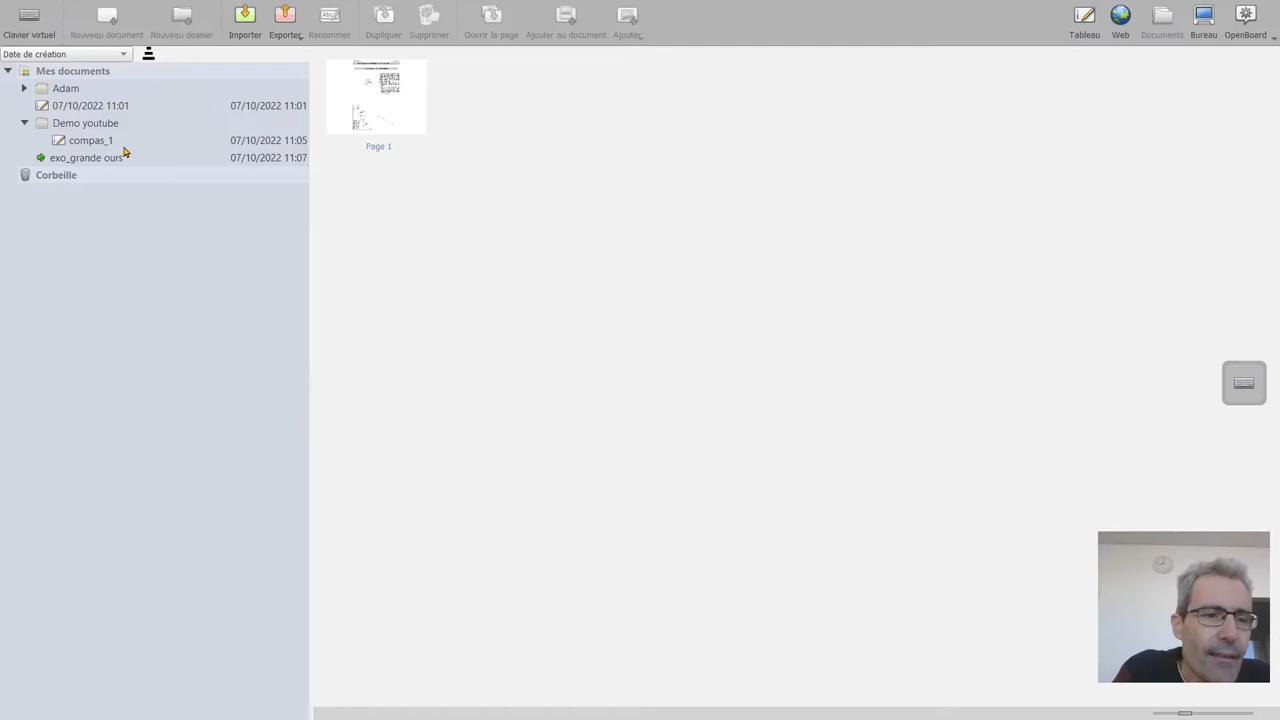 Clavier virtuel Nouveau document Nouveau dossier Importer Exporter Renommer Dupliquer Supprimer Ouvrir la page Ajouter au document Ajouter Tableau Web Documents Bureau OpenBoard
Date de création
Mes documents
Adam
07/10/2022 11:01 07/10/2022 11:01
Demo youtube
compas_1 07/10/2022 11:05
exo_grande ours 07/10/2022 11:07
Corbeille
Page 1